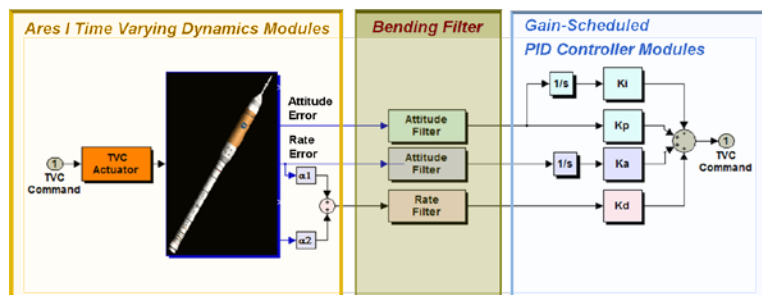 Ares I Time Varying Dynamics Modules
Bending Filter
Gain-Scheduled
PID Controller Modules
1
TVC
Command
TVC
Actuator
Attitude
Error
Rate
Error
α1
α2
Attitude
Filter
Attitude
Filter
Rate
Filter
1/s
Ki
Kp
1/s
Ka
Kd
1
TVC
Command